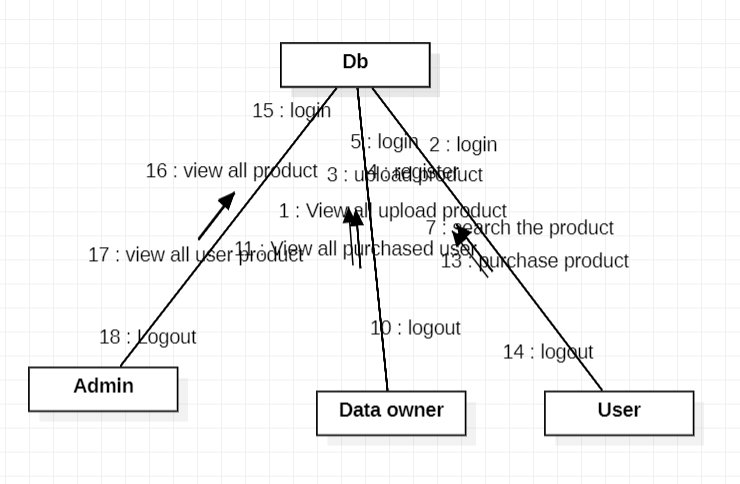 Db
15 : login
5 : login
2 : login
16 : view all product
3 : upload product
4 : register
1 : View all upload product
7 : search the product
17 : view all user product
11 : View all purchased user
13 : purchase product
10 : logout
18 : Logout
14 : logout
Admin
Data owner
User